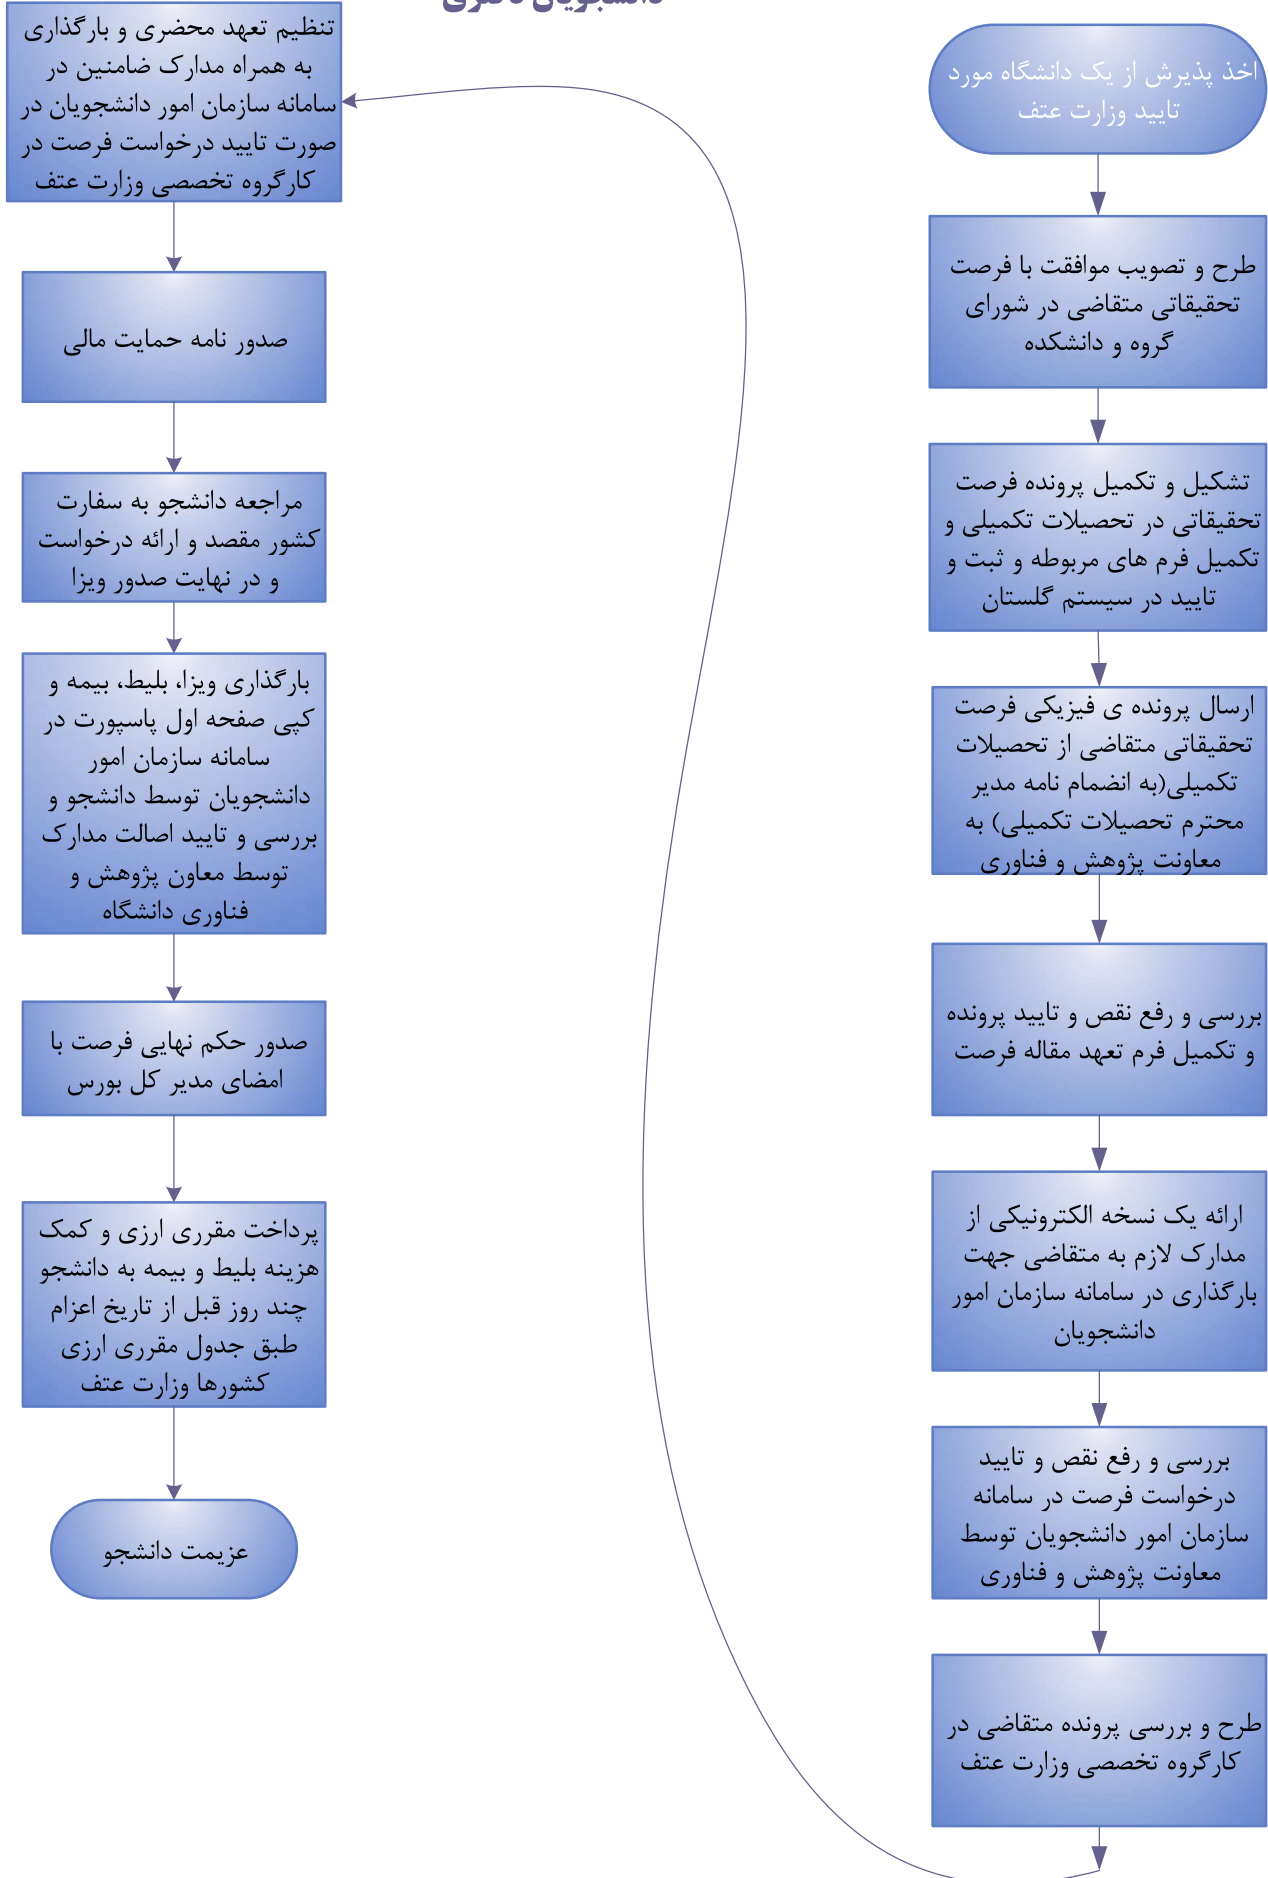 دانشجویان دکتری
اخذ پذیرش از یک دانشگاه مورد
تایید وزارت عتف
طرح و تصویب موافقت با فرصت
تحقیقاتی متقاضی در شورای
گروه و دانشکده
تشکیل و تکمیل پرونده فرصت
تحقیقاتی در تحصیلات تکمیلی و
تکمیل فرم های مربوطه و ثبت و
تایید در سیستم گلستان
ارسال پرونده ی فیزیکی فرصت
تحقیقاتی متقاضی از تحصیلات
تکمیلی(به انضمام نامه مدیر
محترم تحصیلات تکمیلی) به
معاونت پژوهش و فناوری
بررسی و رفع نقص و تایید پرونده
و تکمیل فرم تعهد مقاله فرصت
ارائه یک نسخه الکترونیکی از
مدارک لازم به متقاضی جهت
بارگذاری در سامانه سازمان امور
دانشجویان
بررسی و رفع نقص و تایید
درخواست فرصت در سامانه
سازمان امور دانشجویان توسط
معاونت پژوهش و فناوری
طرح و بررسی پرونده متقاضی در
کارگروه تخصصی وزارت عتف
تنظیم تعهد محضری و بارگذاری
به همراه مدارک ضامنین در
سامانه سازمان امور دانشجویان در
صورت تایید درخواست فرصت در
کارگروه تخصصی وزارت عتف
صدور نامه حمایت مالی
مراجعه دانشجو به سفارت
کشور مقصد و ارائه درخواست
و در نهایت صدور ویزا
بارگذاری ویزا، بلیط، بیمه و
کپی صفحه اول پاسپورت در
سامانه سازمان امور
دانشجویان توسط دانشجو و
بررسی و تایید اصالت مدارک
توسط معاون پژوهش و
فناوری دانشگاه
صدور حکم نهایی فرصت با
امضای مدیر کل بورس
پرداخت مقرری ارزی و کمک
هزینه بلیط و بیمه به دانشجو
چند روز قبل از تاریخ اعزام
طبق جدول مقرری ارزی
کشورها وزارت عتف
عزیمت دانشجو